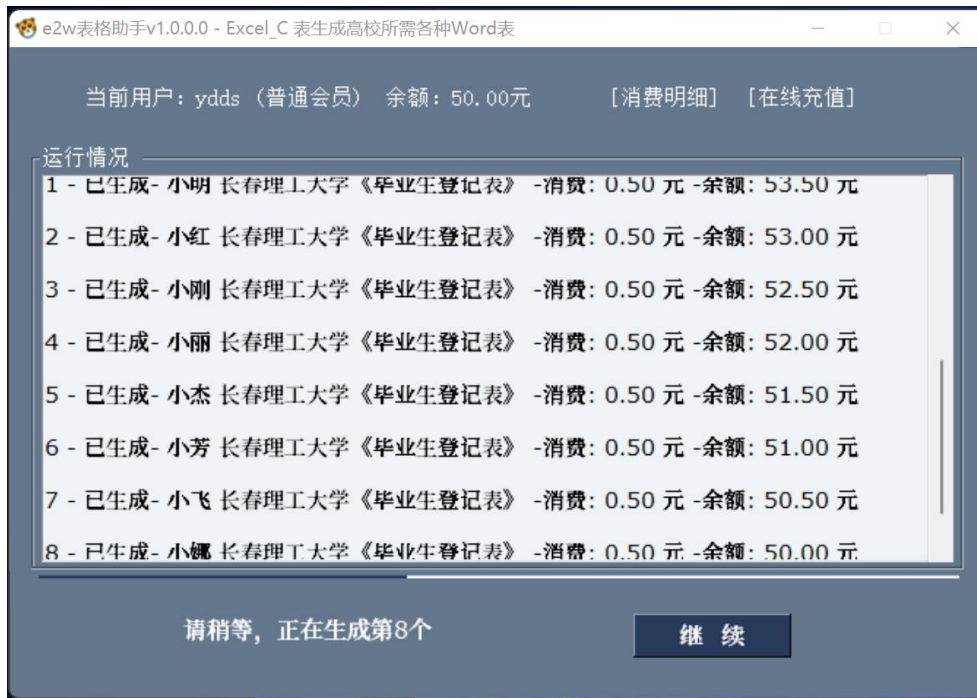 e2w表格助手v1.0.0.0 - Excel_C 表生成高校所需各种Word表
当前用户: ydds (普通会员) 余额: 50.00元 [消费明细] [在线充值]
运行情况
1 - 已生成- 小明 长春理工大学《毕业生登记表》 -消费: 0.50 元 -余额: 53.50 元
2 - 已生成- 小红 长春理工大学《毕业生登记表》 -消费: 0.50 元 -余额: 53.00 元
3 - 已生成- 小刚 长春理工大学《毕业生登记表》 -消费: 0.50 元 -余额: 52.50 元
4 - 已生成- 小丽 长春理工大学《毕业生登记表》 -消费: 0.50 元 -余额: 52.00 元
5 - 已生成- 小杰 长春理工大学《毕业生登记表》 -消费: 0.50 元 -余额: 51.50 元
6 - 已生成- 小芳 长春理工大学《毕业生登记表》 -消费: 0.50 元 -余额: 51.00 元
7 - 已生成- 小飞 长春理工大学《毕业生登记表》 -消费: 0.50 元 -余额: 50.50 元
8 - 已生成- 小娜 长春理工大学《毕业生登记表》 -消费: 0.50 元 -余额: 50.00 元
请稍等，正在生成第8个
继 续